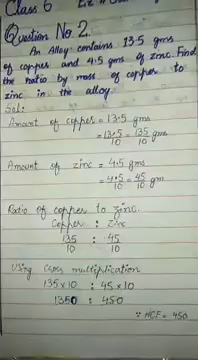 Class 6
Question No.2.
An Alloy contains 13.5 gms
of copper and 4.5 gms of zinc. Find
the ratio by mass of copper to
zinc in the alloy.
Sol:
Amount of copper = 13.5 gms
= 13.5/10 = 135/10 gms
Amount of zinc = 4.5 gms
= 4.5/10 = 45/10 gm
Ratio of copper to zinc.
Copper : zinc
135/10 : 45/10
Using Cross multiplication
135 x 10 : 45 x 10
1350 : 450
∵ HCF = 450